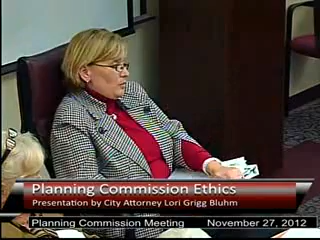 Planning Commission Ethics
Presentation by City Attorney Lori Grigg Bluhm
Planning Commission Meeting November 27, 2012